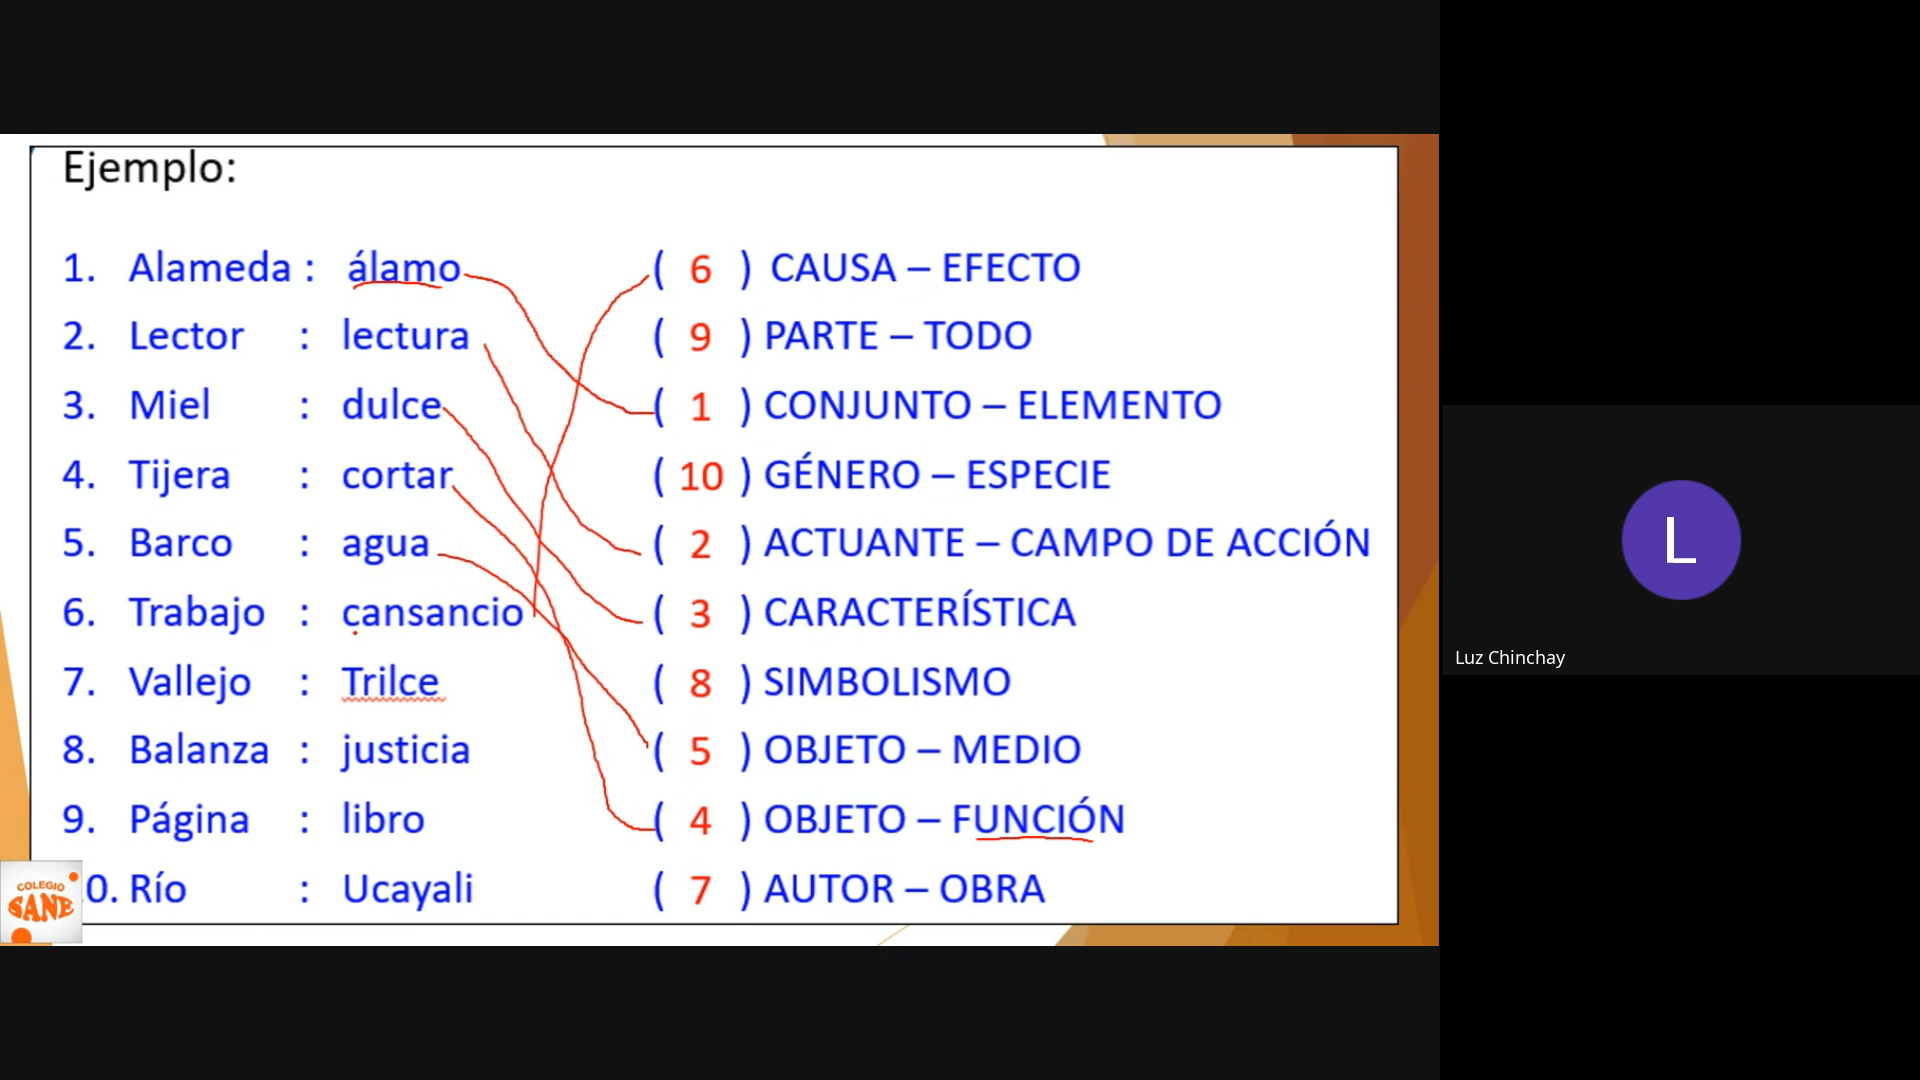 Ejemplo:
1. Alameda : álamo ( 6 ) CAUSA – EFECTO
2. Lector : lectura ( 9 ) PARTE – TODO
3. Miel : dulce ( 1 ) CONJUNTO – ELEMENTO
4. Tijera : cortar ( 10 ) GÉNERO – ESPECIE
5. Barco : agua ( 2 ) ACTUANTE – CAMPO DE ACCIÓN
6. Trabajo : cansancio ( 3 ) CARACTERÍSTICA
7. Vallejo : Trilce ( 8 ) SIMBOLISMO
8. Balanza : justicia ( 5 ) OBJETO – MEDIO
9. Página : libro ( 4 ) OBJETO – FUNCIÓN
0. Río : Ucayali ( 7 ) AUTOR – OBRA
COLEGIO
SANE
L
Luz Chinchay